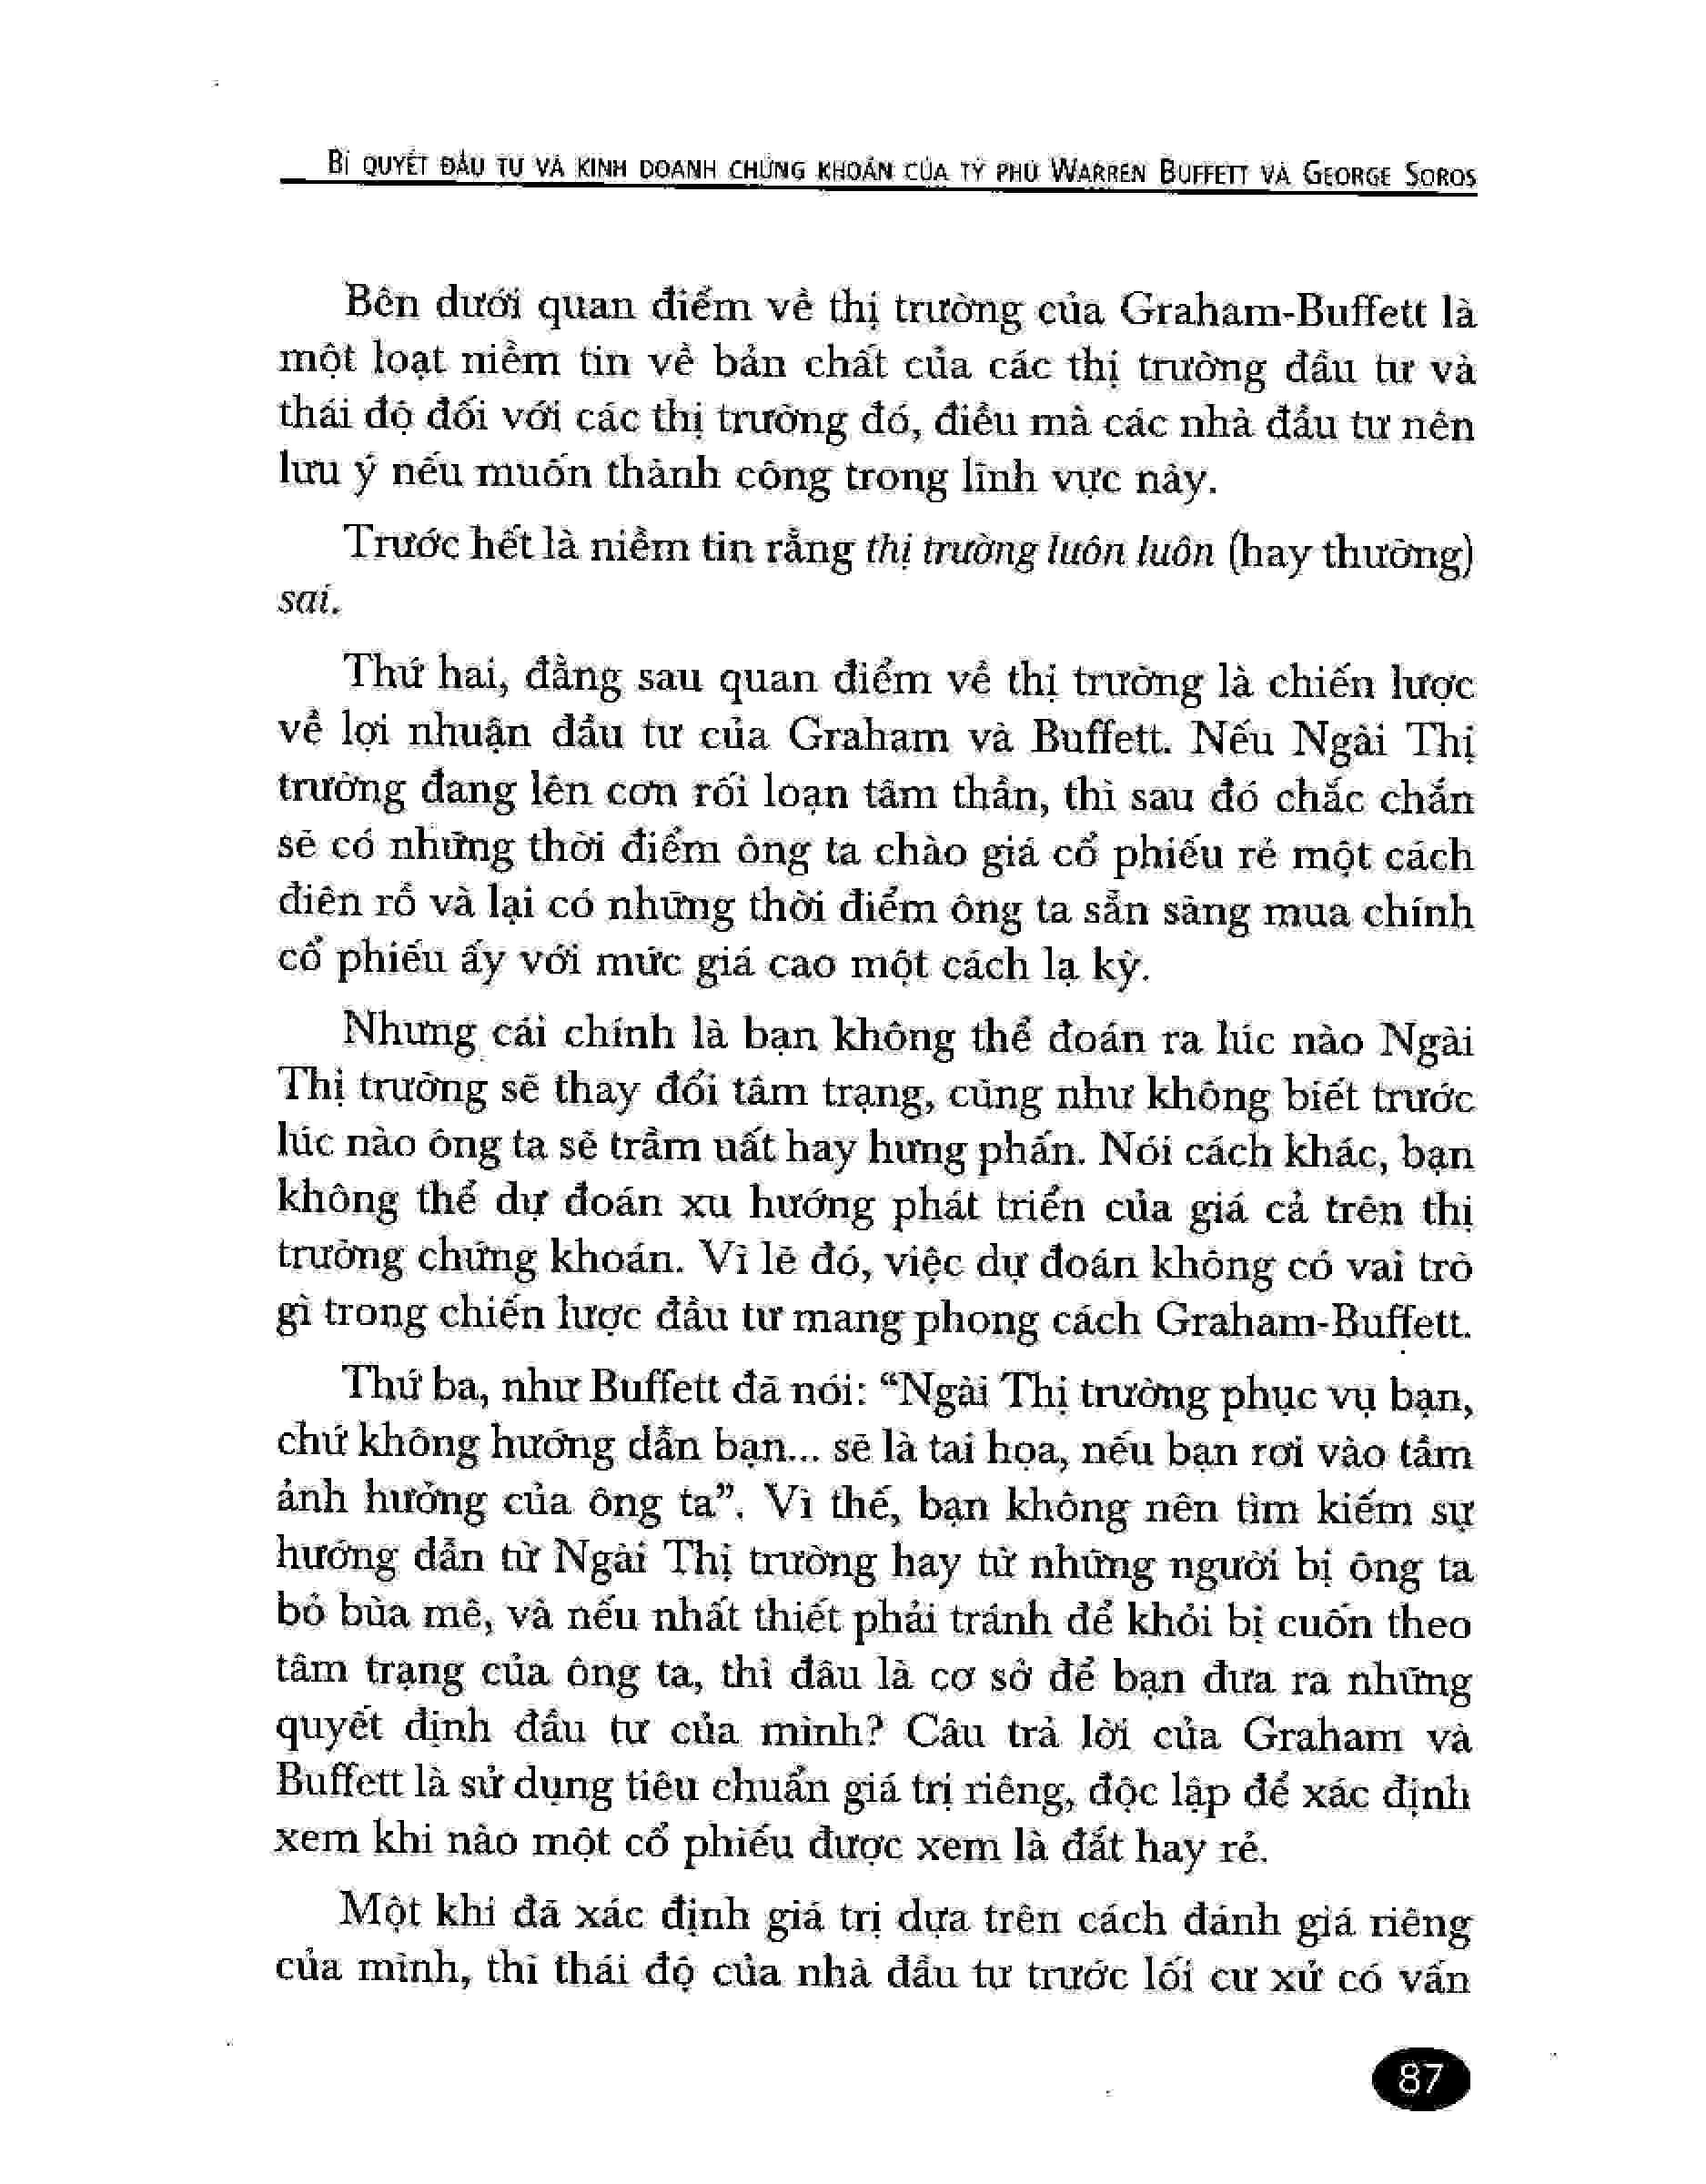 BÍ QUYẾT ĐẦU TƯ VÀ KINH DOANH CHỨNG KHOÁN CỦA TỶ PHÚ WARREN BUFFETT VÀ GEORGE SOROS
Bên dưới quan điểm về thị trường của Graham-Buffett là
một loạt niềm tin về bản chất của các thị trường đầu tư và
thái độ đối với các thị trường đó, điều mà các nhà đầu tư nên
lưu ý nếu muốn thành công trong lĩnh vực này.
Trước hết là niềm tin rằng thị trường luôn luôn (hay thường)
sai.
Thứ hai, đằng sau quan điểm về thị trường là chiến lược
về lợi nhuận đầu tư của Graham và Buffett. Nếu Ngài Thị
trường đang lên cơn rối loạn tâm thần, thì sau đó chắc chắn
sẽ có những thời điểm ông ta chào giá cổ phiếu rẻ một cách
điên rồ và lại có những thời điểm ông ta sẵn sàng mua chính
cổ phiếu ấy với mức giá cao một cách lạ kỳ.
Nhưng cái chính là bạn không thể đoán ra lúc nào Ngài
Thị trường sẽ thay đổi tâm trạng, cũng như không biết trước
lúc nào ông ta sẽ trầm uất hay hưng phấn. Nói cách khác, bạn
không thể dự đoán xu hướng phát triển của giá cả trên thị
trường chứng khoán. Vì lẽ đó, việc dự đoán không có vai trò
gì trong chiến lược đầu tư mang phong cách Graham-Buffett.
Thứ ba, như Buffett đã nói: “Ngài Thị trường phục vụ bạn,
chứ không hướng dẫn bạn... sẽ là tai họa, nếu bạn rơi vào tầm
ảnh hưởng của ông ta”. Vì thế, bạn không nên tìm kiếm sự
hướng dẫn từ Ngài Thị trường hay từ những người bị ông ta
bỏ bùa mê, và nếu nhất thiết phải tránh để khỏi bị cuốn theo
tâm trạng của ông ta, thì đâu là cơ sở để bạn đưa ra những
quyết định đầu tư của mình? Câu trả lời của Graham và
Buffett là sử dụng tiêu chuẩn giá trị riêng, độc lập để xác định
xem khi nào một cổ phiếu được xem là đắt hay rẻ.
Một khi đã xác định giá trị dựa trên cách đánh giá riêng
của mình, thì thái độ của nhà đầu tư trước lối cư xử có vấn
87